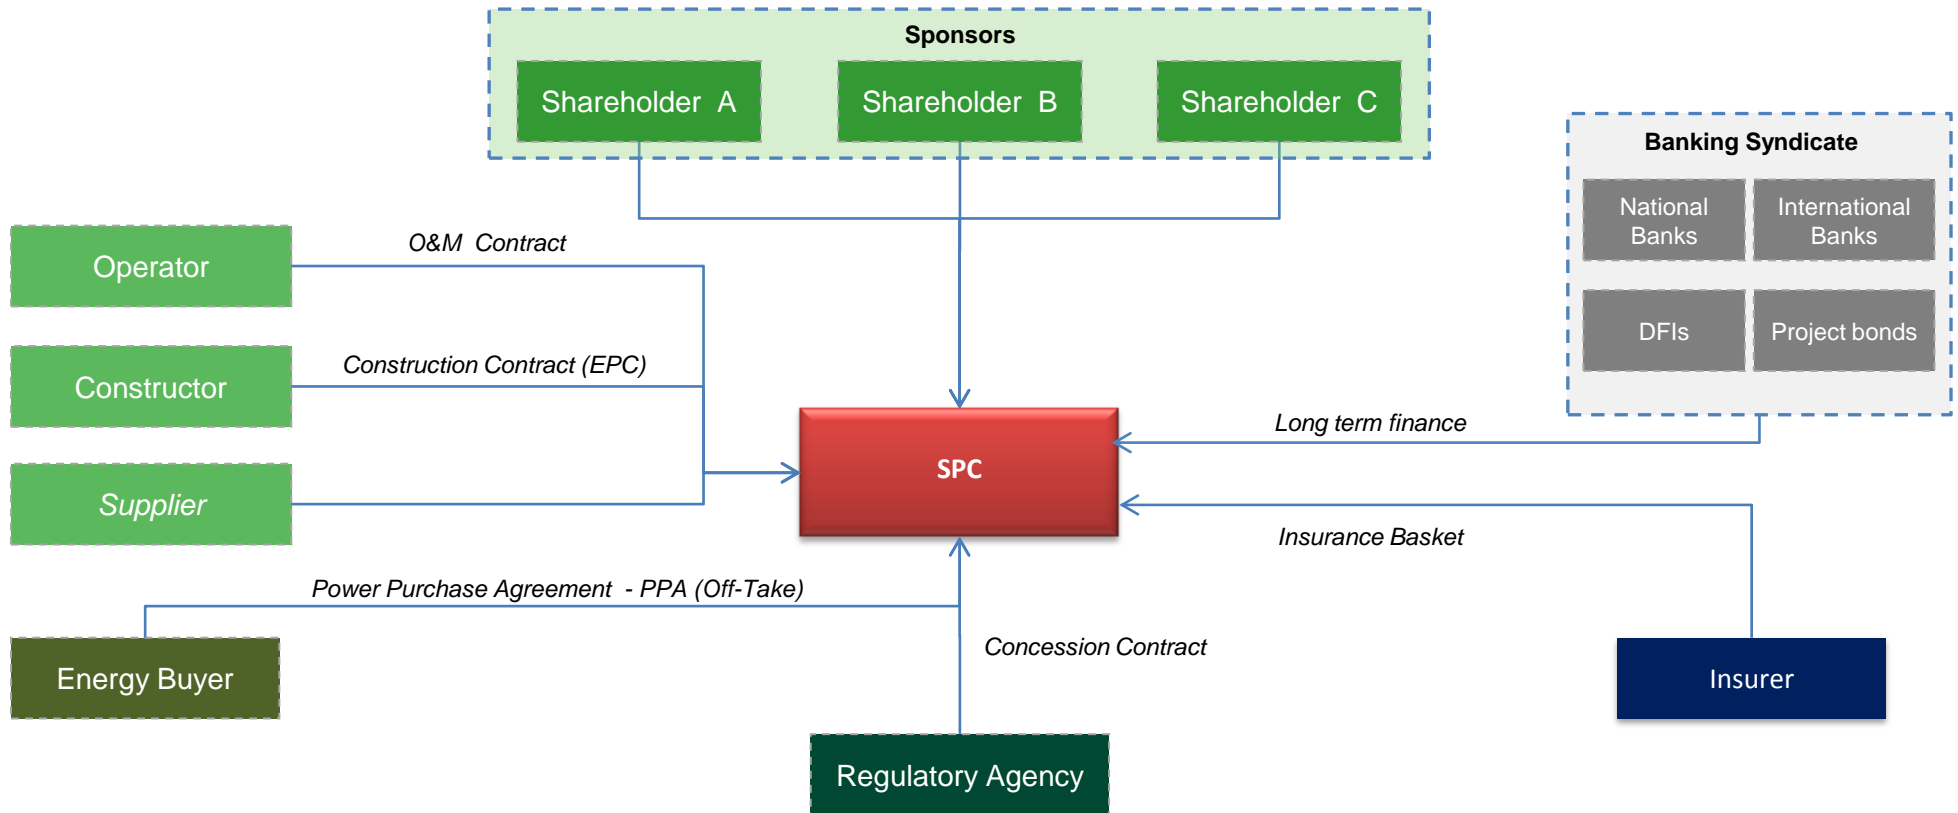 Sponsors
Shareholder A
Shareholder B
Shareholder C
Banking Syndicate
National
Banks
International
Banks
DFIs
Project bonds
Operator
O&M Contract
Constructor
Construction Contract (EPC)
Supplier
SPC
Long term finance
Insurance Basket
Power Purchase Agreement - PPA (Off-Take)
Energy Buyer
Concession Contract
Insurer
Regulatory Agency